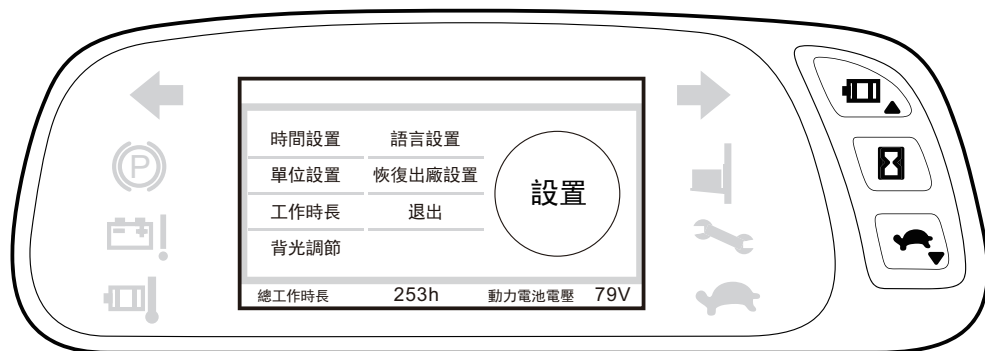 時間設置 語言設置
單位設置 恢復出廠設置
工作時長 退出
背光調節
設置
總工作時長 253h 動力電池電壓 79V
P